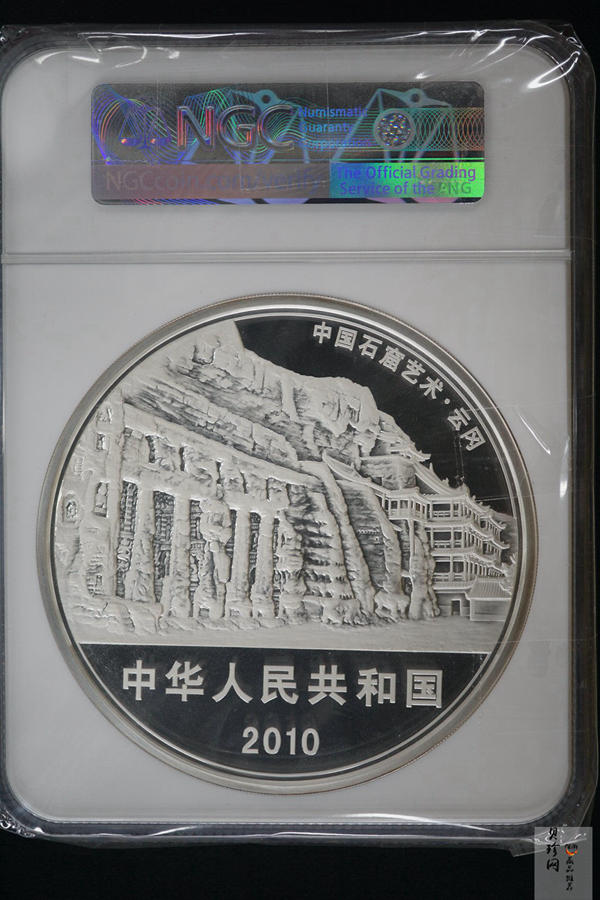 NGC
Numismatic
Guaranty
Corporation
The Official Grading
Service of the PNG
中国石窟艺术·云冈
中华人民共和国
2010